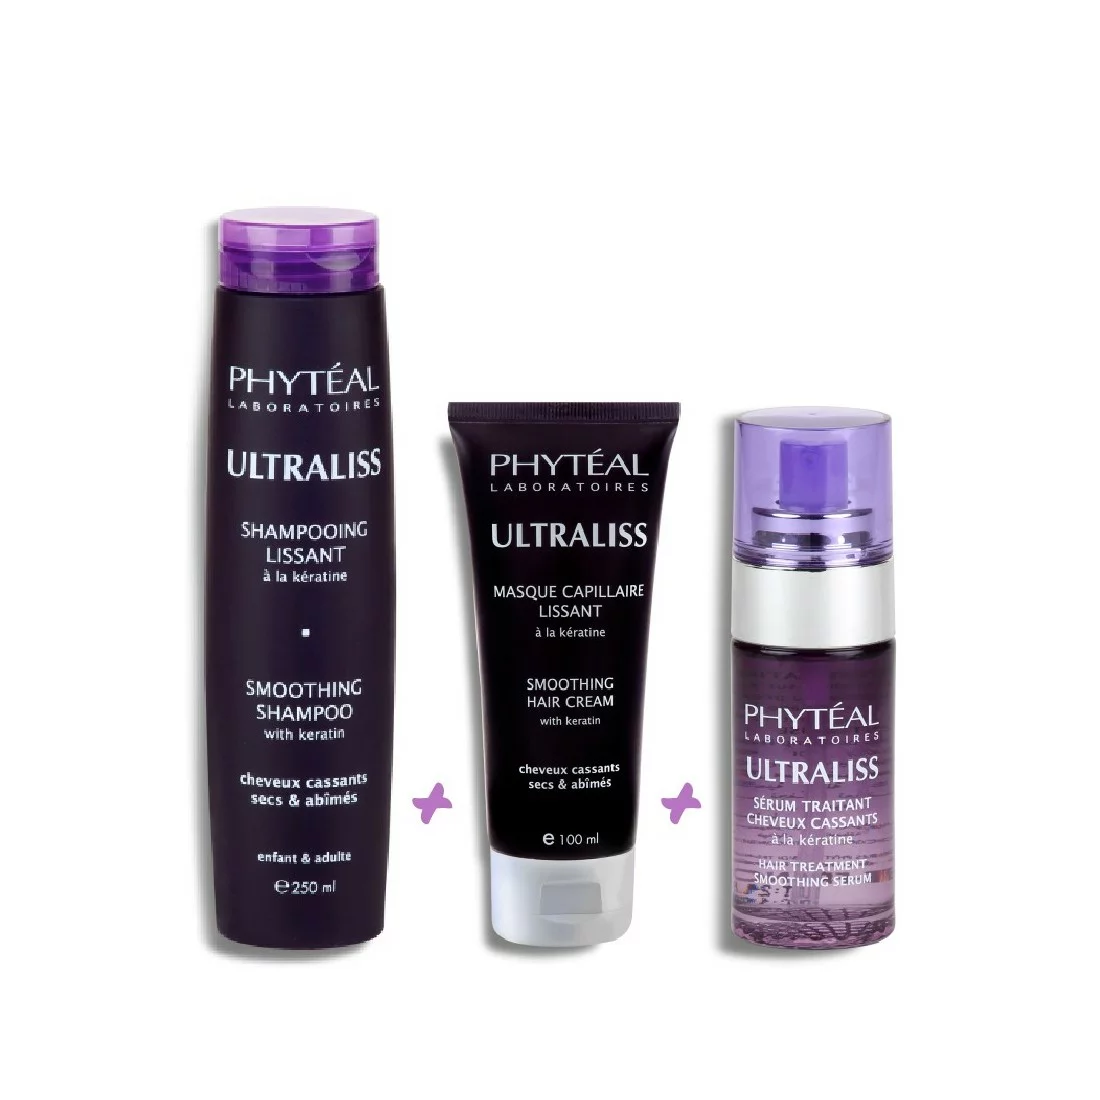 PHYTÉAL
LABORATOIRES
ULTRALISS
SHAMPOOING
LISSANT
à la kératine
SMOOTHING
SHAMPOO
with keratin
cheveux cassants
secs & abîmés
enfant & adulte
e 250 ml
PHYTÉAL
LABORATOIRES
ULTRALISS
MASQUE CAPILLAIRE
LISSANT
à la kératine
SMOOTHING
HAIR CREAM
with keratin
cheveux cassants
secs & abîmés
e 100 ml
PHYTÉAL
LABORATOIRES
ULTRALISS
SÉRUM TRAITANT
CHEVEUX CASSANTS
à la kératine
HAIR TREATMENT
SMOOTHING SERUM